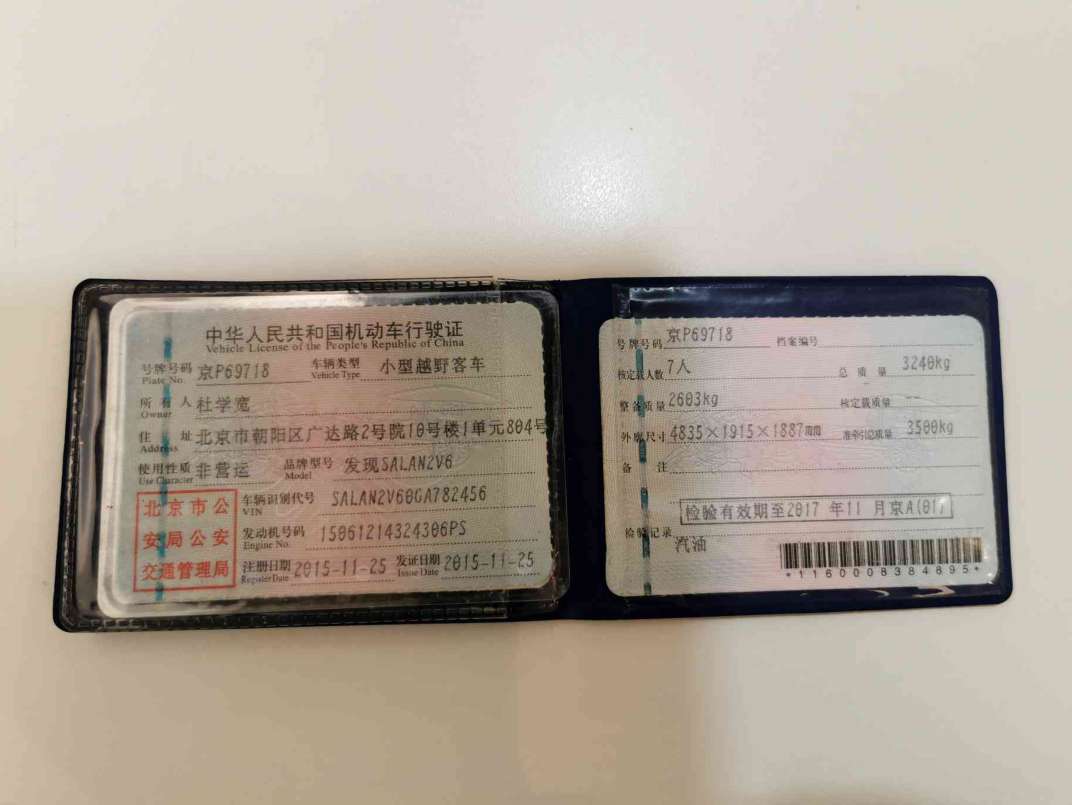 中华人民共和国机动车行驶证
Vehicle License of the People's Republic of China
号牌号码 京P69718 车辆类型 小型越野客车
Plate No. Vehicle Type
所有人 杜学宽
Owner
住址 北京市朝阳区广达路2号院10号楼1单元804号
Address
使用性质 非营运 品牌型号 发现SALAN2V6
Use Character Model
北京市公
安局公安
交通管理局
车辆识别代号 SALAN2V60GA782456
VIN
发动机号码 15061214324306PS
Engine No.
注册日期 2015-11-25 发证日期 2015-11-25
Register Date Issue Date
号牌号码 京P69718 档案编号
核定载人数 7人 总质量 3240kg
整备质量 2603kg 核定载质量 --
外廓尺寸 4835×1915×1887mm 准牵引总质量 3500kg
备注
检验有效期至2017年11月京A(01)
检验记录
汽油
*1160008384895*